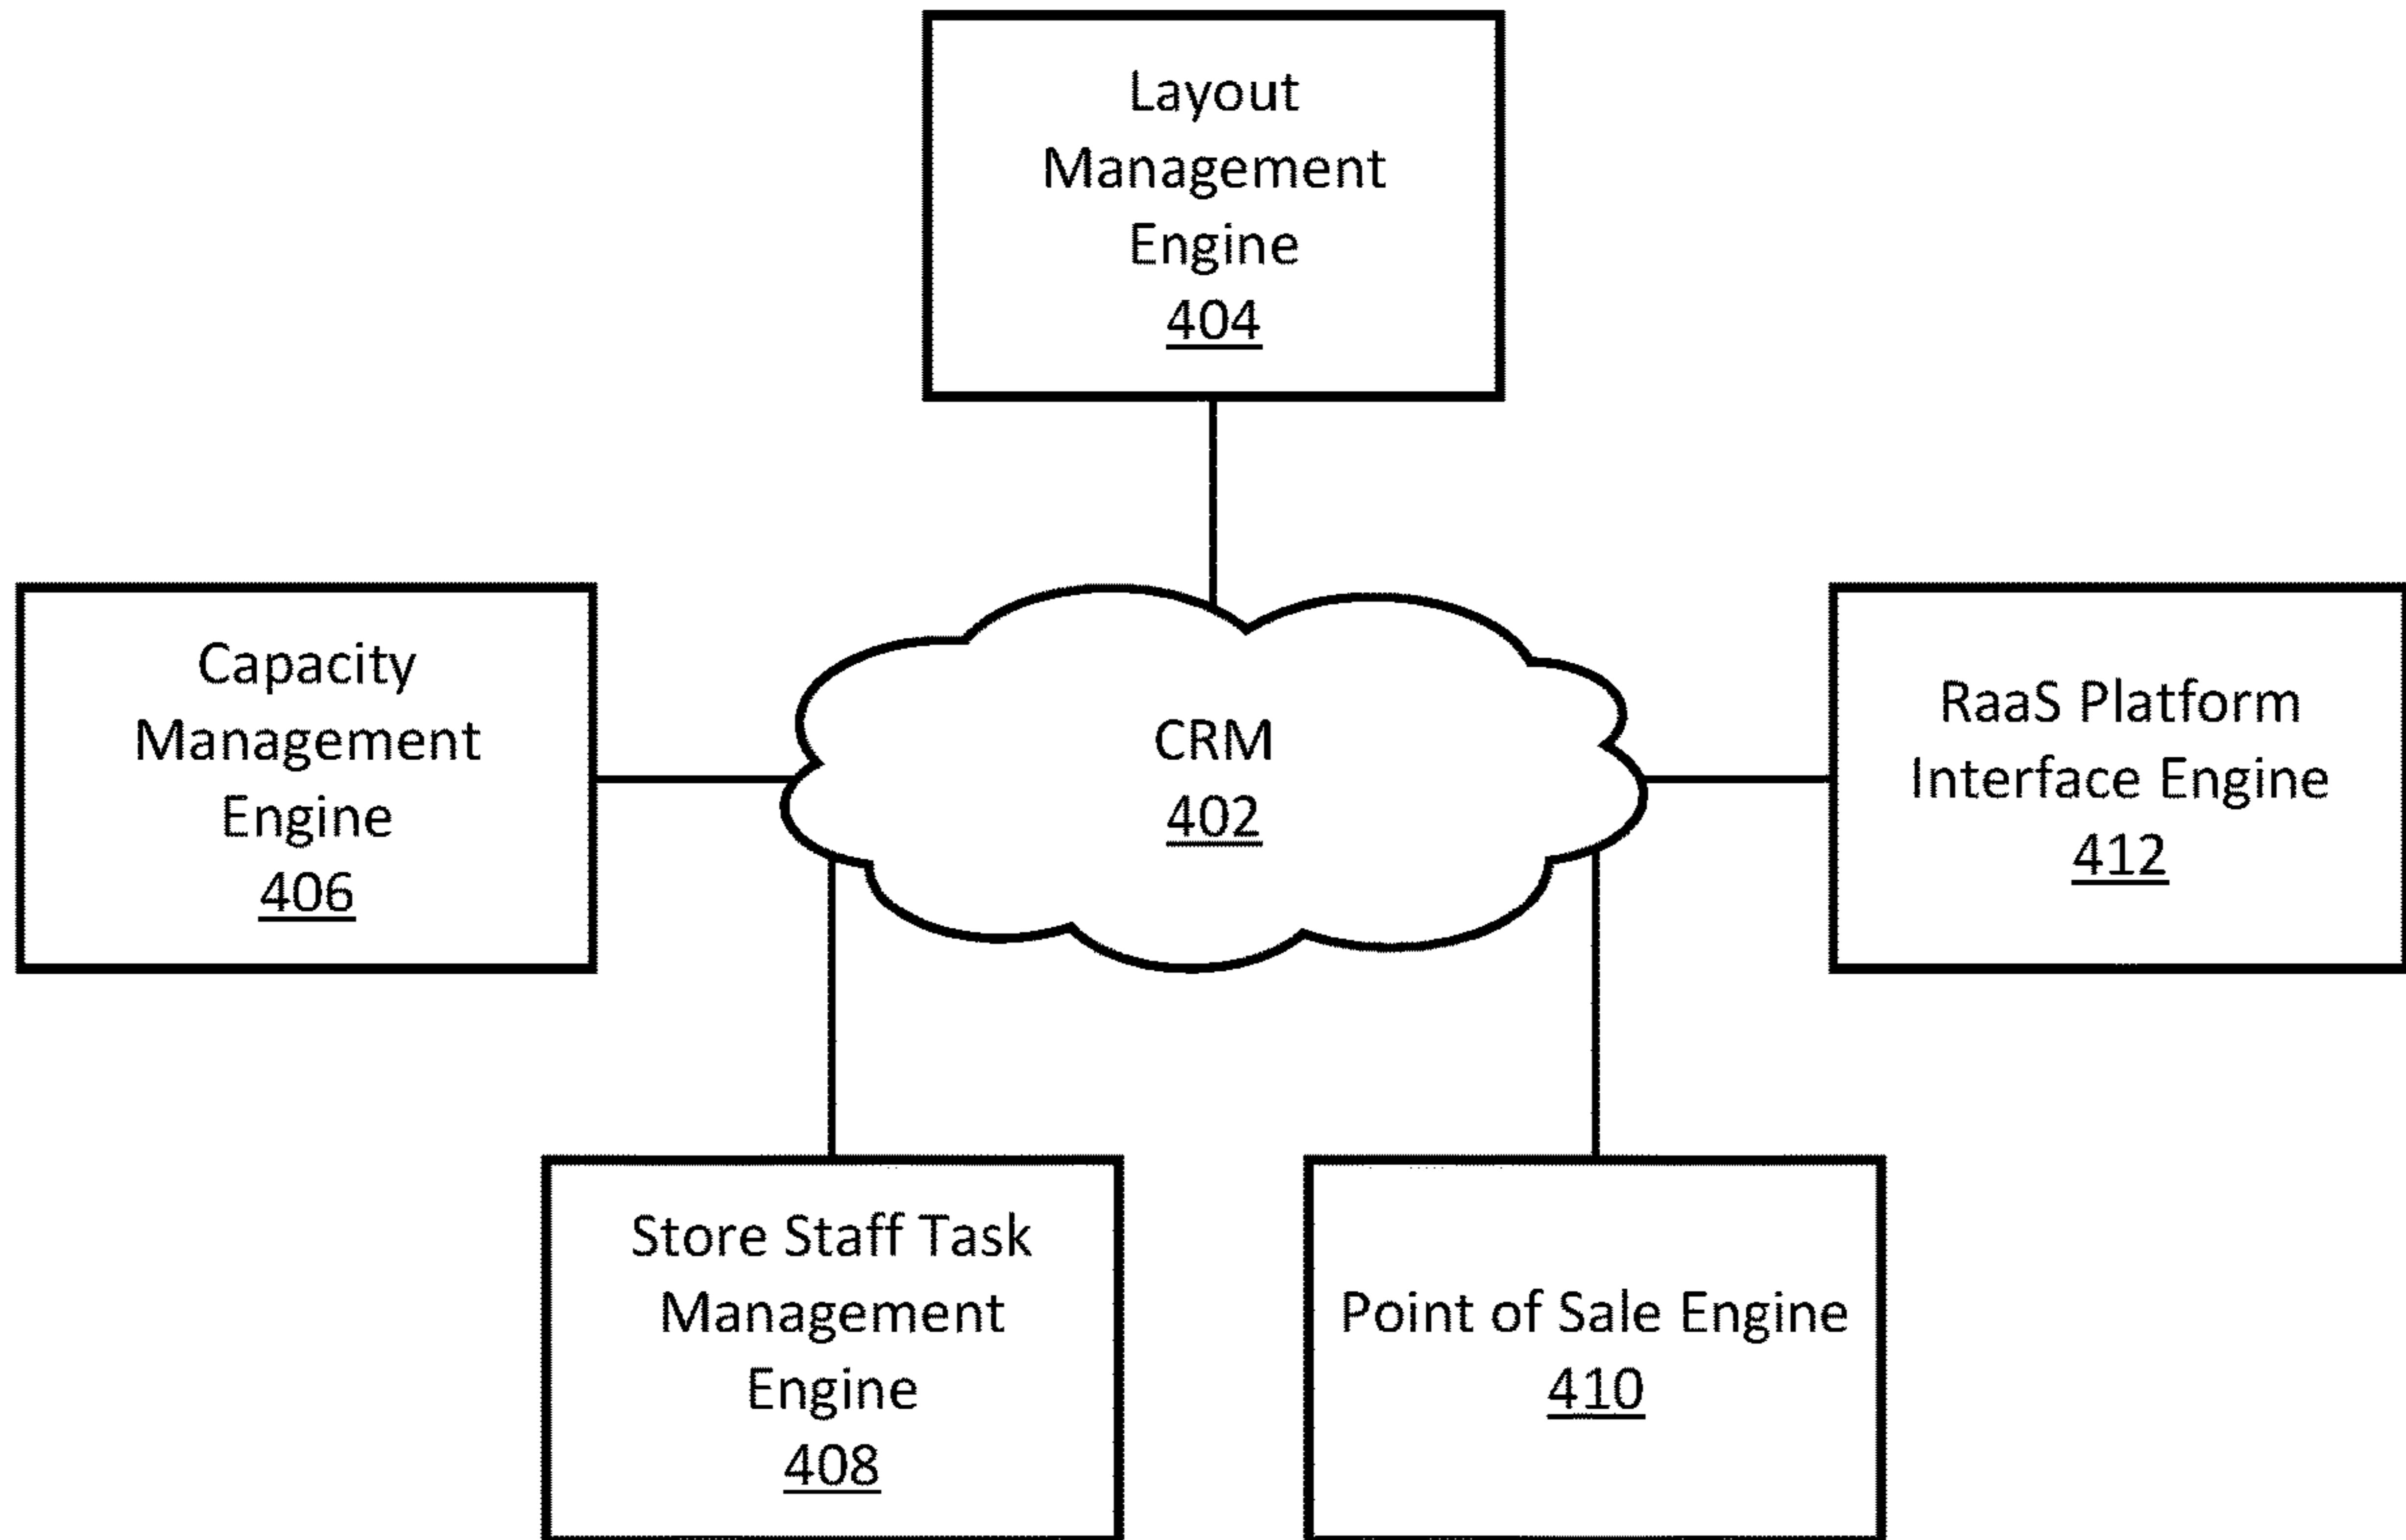 Layout
Management
Engine
404
Capacity
Management
Engine
406
CRM
402
RaaS Platform
Interface Engine
412
Store Staff Task
Management
Engine
408
Point of Sale Engine
410